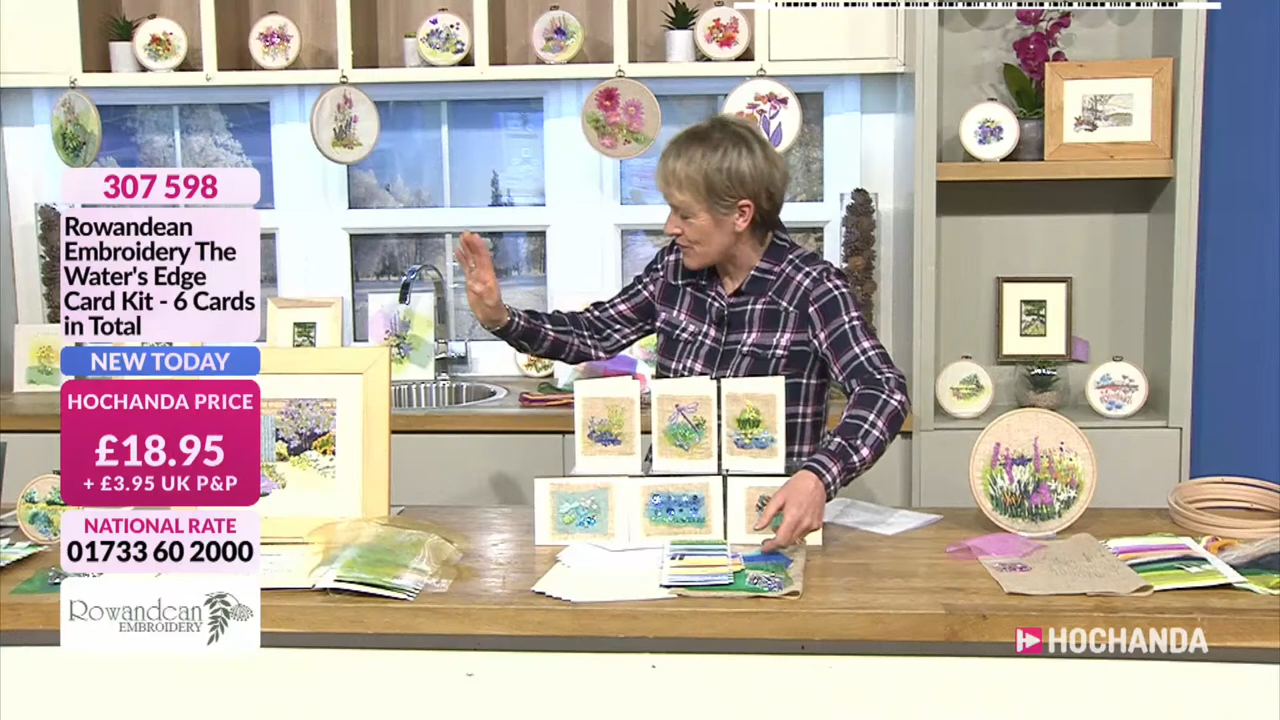 307 598
Rowandean
Embroidery The
Water's Edge
Card Kit - 6 Cards
in Total
NEW TODAY
HOCHANDA PRICE
£18.95
+ £3.95 UK P&P
NATIONAL RATE
01733 60 2000
Rowandean
EMBROIDERY
HOCHANDA